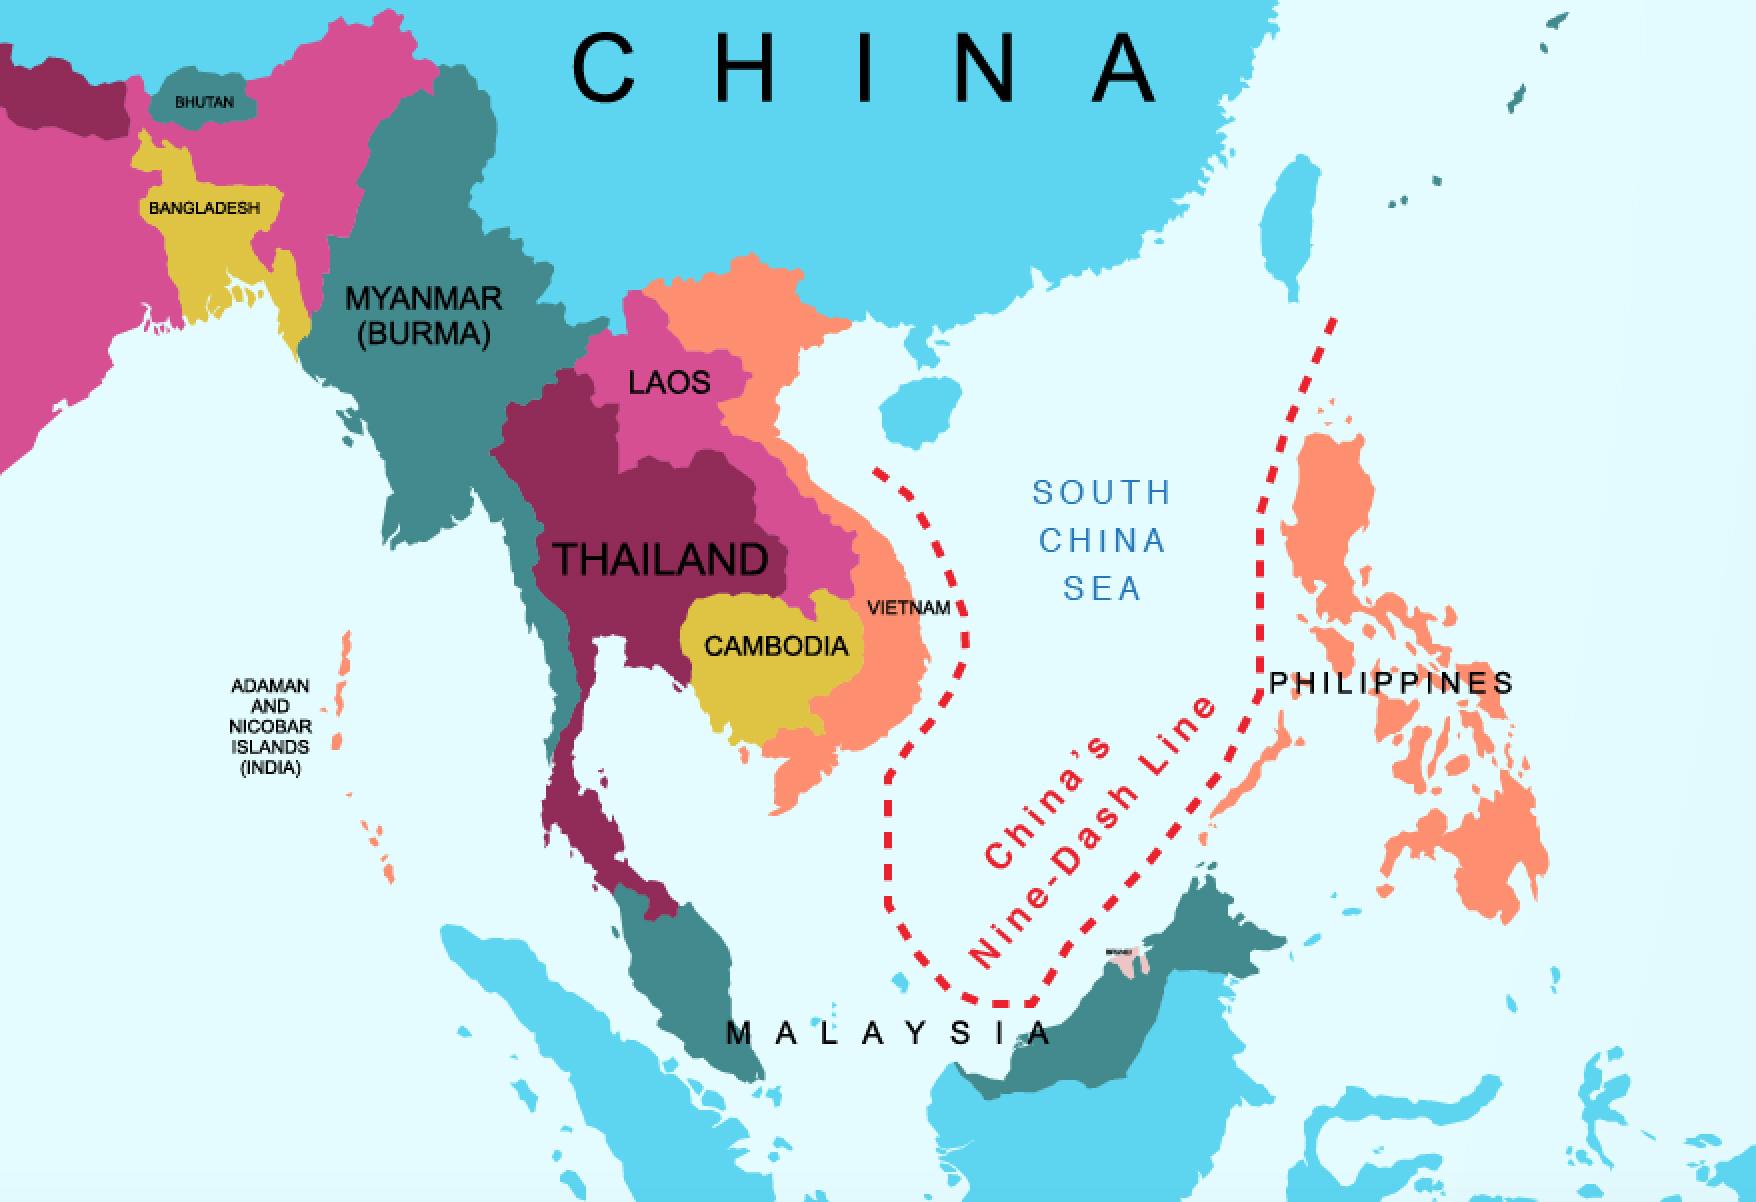 CHINA
BHUTAN
BANGLADESH
MYANMAR
(BURMA)
LAOS
SOUTH
CHINA
SEA
THAILAND
VIETNAM
CAMBODIA
PHILIPPINES
ADAMAN
AND
NICOBAR
ISLANDS
(INDIA)
China's
Nine-Dash Line
MALAYSIA